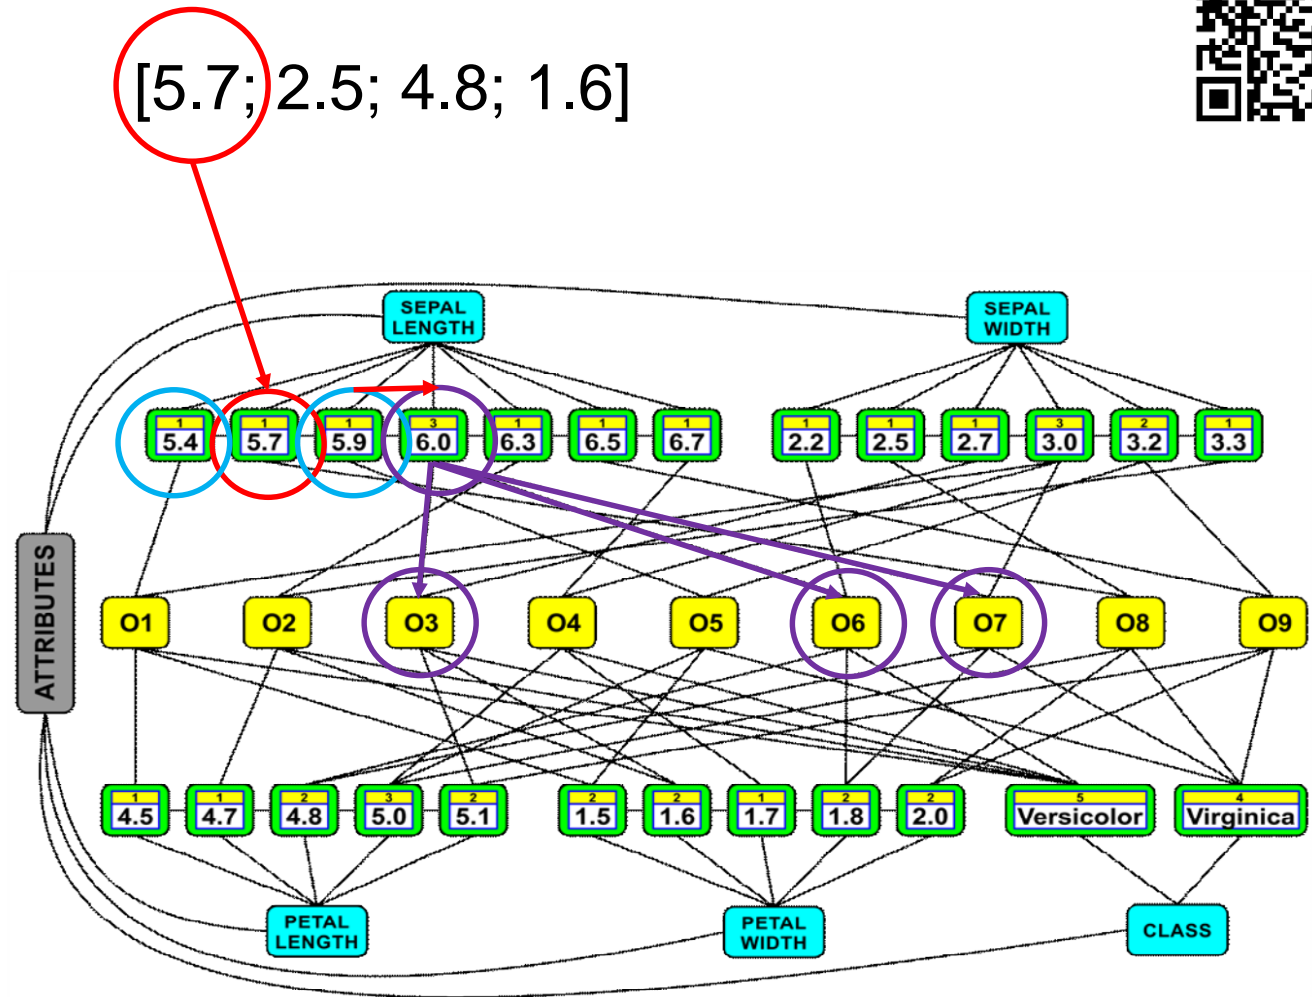 [5.7; 2.5; 4.8; 1.6]
SEPAL
LENGTH
SEPAL
WIDTH
1 1 1 3 1 1 1 1 1 1 3 2 1
5.4 5.7 5.9 6.0 6.3 6.5 6.7 2.2 2.5 2.7 3.0 3.2 3.3
ATTRIBUTES
O1 O2 O3 O4 O5 O6 O7 O8 O9
1 1 2 3 2 2 2 1 2 2 5 4
4.5 4.7 4.8 5.0 5.1 1.5 1.6 1.7 1.8 2.0 Versicolor Virginica
PETAL
LENGTH
PETAL
WIDTH
CLASS